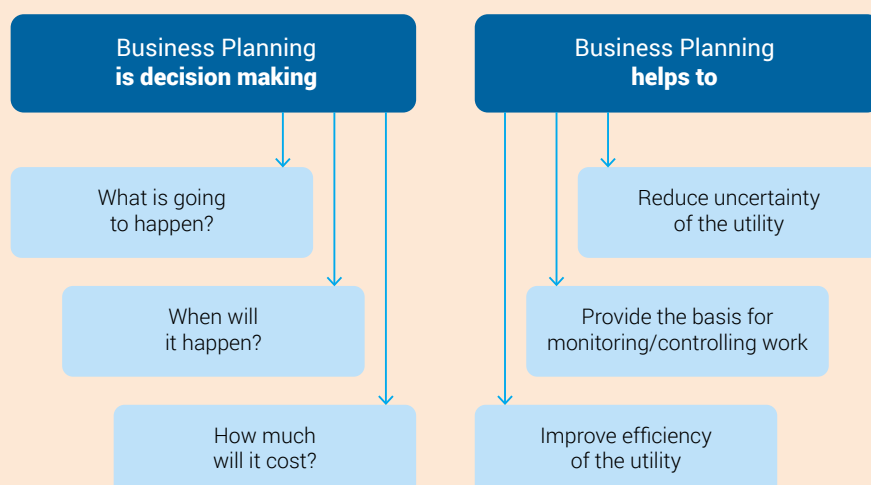 Business Planning
is decision making
What is going
to happen?
When will
it happen?
How much
will it cost?
Business Planning
helps to
Reduce uncertainty
of the utility
Provide the basis for
monitoring/controlling work
Improve efficiency
of the utility